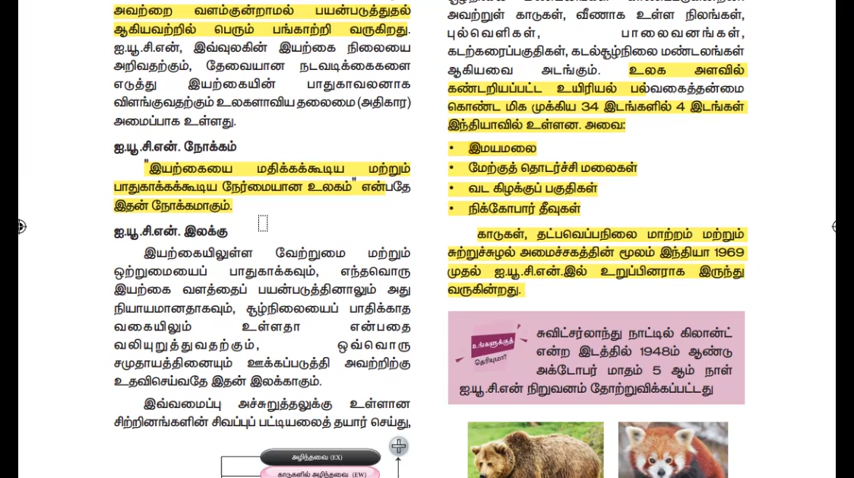 அவற்றை வளம்குன்றாமல் பயன்படுத்துதல்
ஆகியவற்றில் பெரும் பங்காற்றி வருகிறது.
ஐ.யூ.சி.என், இவ்வுலகின் இயற்கை நிலையை
அறிவதற்கும், தேவையான நடவடிக்கைகளை
எடுத்து இயற்கையின் பாதுகாவலனாக
விளங்குவதற்கும் உலகளாவிய தலைமை (அதிகார)
அமைப்பாக உள்ளது.
ஐ.யூ.சி.என். நோக்கம்
"இயற்கையை மதிக்கக்கூடிய மற்றும்
பாதுகாக்கக்கூடிய நேர்மையான உலகம்" என்பதே
இதன் நோக்கமாகும்.
ஐ.யூ.சி.என். இலக்கு
இயற்கையிலுள்ள வேற்றுமை மற்றும்
ஒற்றுமையைப் பாதுகாக்கவும், எந்தவொரு
இயற்கை வளத்தைப் பயன்படுத்தினாலும் அது
நியாயமானதாகவும், சூழ்நிலையைப் பாதிக்காத
வகையிலும் உள்ளதா என்பதை
வலியுறுத்துவதற்கும், ஒவ்வொரு
சமுதாயத்தினையும் ஊக்கப்படுத்தி அவற்றிற்கு
உதவிசெய்வதே இதன் இலக்காகும்.
இவ்வமைப்பு அச்சுறுத்தலுக்கு உள்ளான
சிற்றினங்களின் சிவப்புப் பட்டியலைத் தயார் செய்து,
அழிந்தவை (EX)
காடுகளில் அழிந்தவை (EW)
அவற்றுள் காடுகள், வீணாக உள்ள நிலங்கள்,
புல்வெளிகள், பாலைவனங்கள்,
கடற்கரைப்பகுதிகள், கடல்சூழ்நிலை மண்டலங்கள்
ஆகியவை அடங்கும். உலக அளவில்
கண்டறியப்பட்ட உயிரியல் பல்வகைத்தன்மை
கொண்ட மிக முக்கிய 34 இடங்களில் 4 இடங்கள்
இந்தியாவில் உள்ளன. அவை:
• இமயமலை
• மேற்குத் தொடர்ச்சி மலைகள்
• வட கிழக்குப் பகுதிகள்
• நிக்கோபார் தீவுகள்
காடுகள், தட்பவெப்பநிலை மாற்றம் மற்றும்
சுற்றுச்சூழல் அமைச்சகத்தின் மூலம் இந்தியா 1969
முதல் ஐ.யூ.சி.என்.இல் உறுப்பினராக இருந்து
வருகின்றது.
உங்களுக்குத்
தெரியுமா?
சுவிட்சர்லாந்து நாட்டில் கிலாண்ட்
என்ற இடத்தில் 1948ம் ஆண்டு
அக்டோபர் மாதம் 5 ஆம் நாள்
ஐ.யூ.சி.என் நிறுவனம் தோற்றுவிக்கப்பட்டது